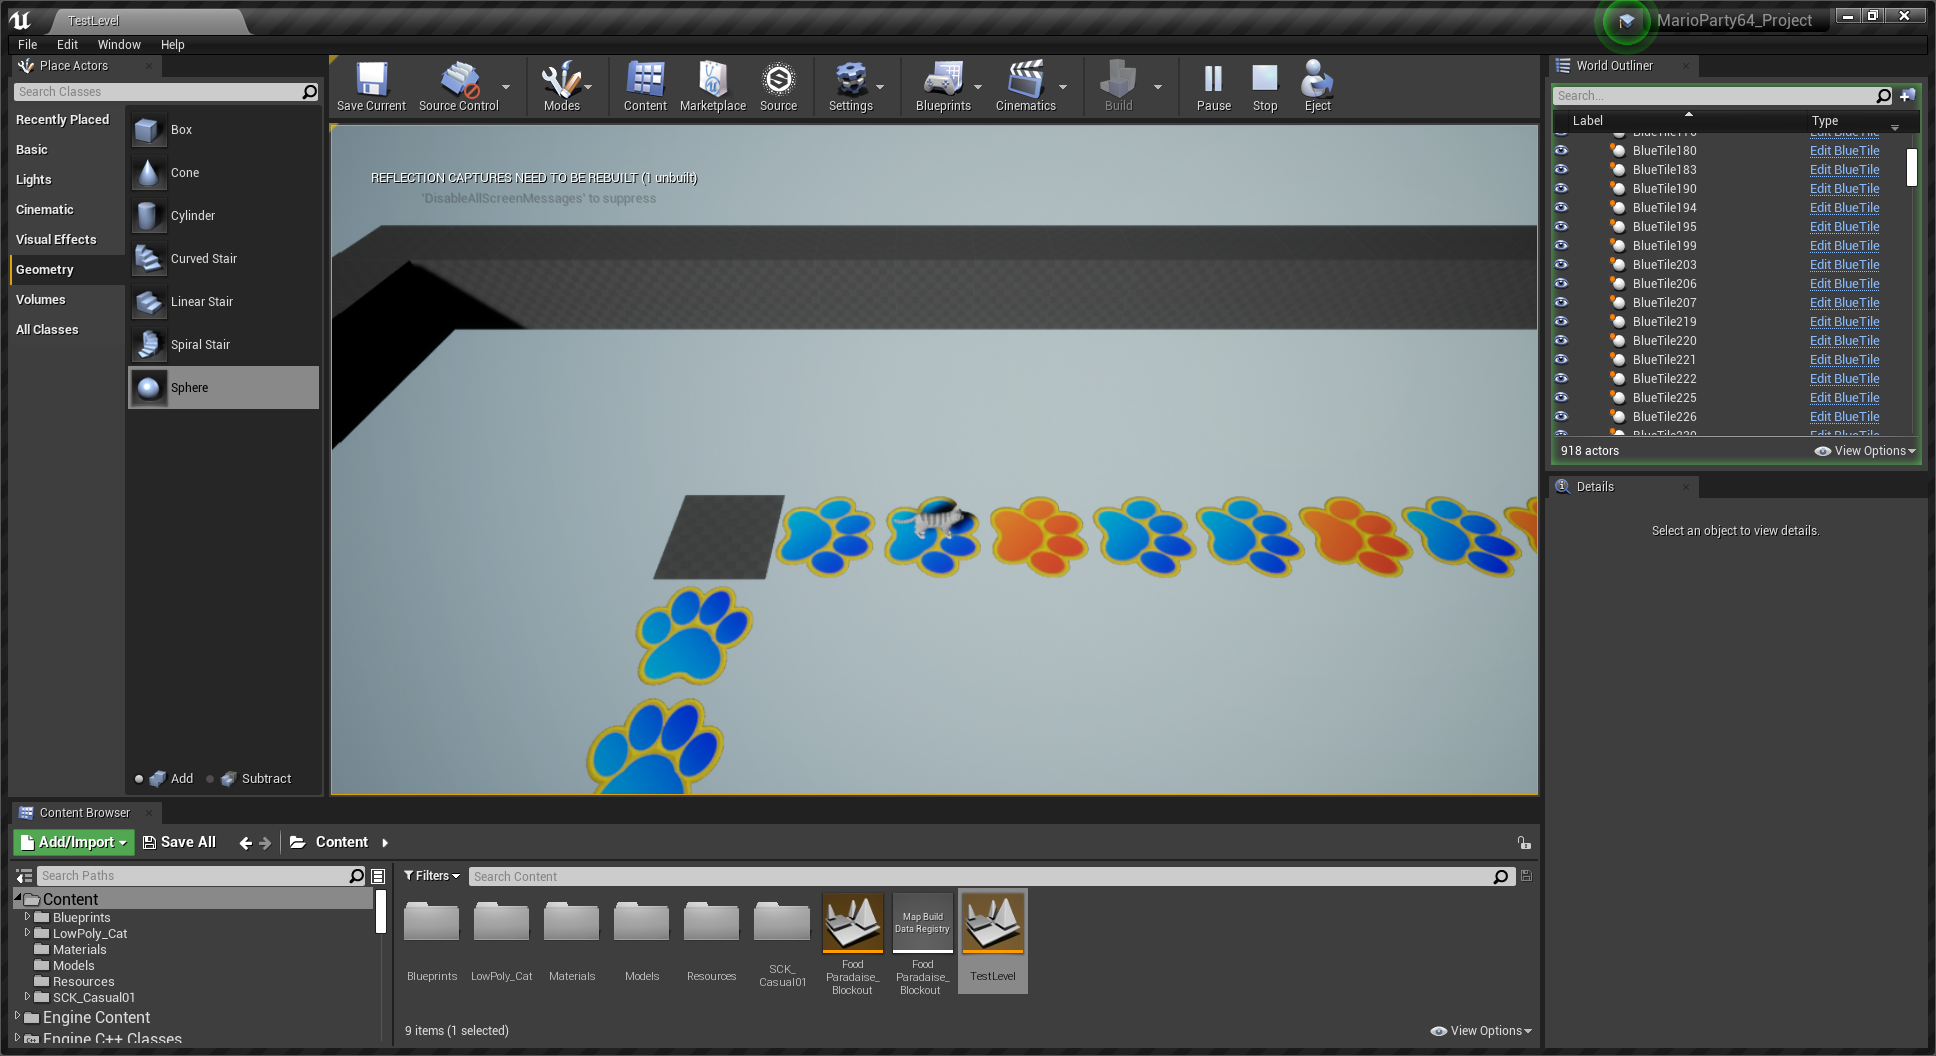 TestLevel
MarioParty64_Project
File Edit Window Help
Place Actors
Search Classes
Recently Placed
Basic
Lights
Cinematic
Visual Effects
Geometry
Volumes
All Classes
Box
Cone
Cylinder
Curved Stair
Linear Stair
Spiral Stair
Sphere
Add Subtract
Save Current Source Control Modes Content Marketplace Source Settings Blueprints Cinematics Build Pause Stop Eject
REFLECTION CAPTURES NEED TO BE REBUILT (1 unbuilt)
'DisableAllScreenMessages' to suppress
World Outliner
Search...
Label Type
BlueTile180 Edit BlueTile
BlueTile183 Edit BlueTile
BlueTile190 Edit BlueTile
BlueTile194 Edit BlueTile
BlueTile195 Edit BlueTile
BlueTile199 Edit BlueTile
BlueTile203 Edit BlueTile
BlueTile206 Edit BlueTile
BlueTile207 Edit BlueTile
BlueTile219 Edit BlueTile
BlueTile220 Edit BlueTile
BlueTile221 Edit BlueTile
BlueTile222 Edit BlueTile
BlueTile225 Edit BlueTile
BlueTile226 Edit BlueTile
918 actors View Options
Details
Select an object to view details.
Content Browser
Add/Import Save All Content
Search Paths
Content
Blueprints
LowPoly_Cat
Materials
Models
Resources
SCK_Casual01
Engine Content
Engine C++ Classes
Filters Search Content
Blueprints
LowPoly_Cat
Materials
Models
Resources
SCK_
Casual01
Food
Paradaise_
Blockout
Map Build
Data Registry
Food
Paradaise_
Blockout
TestLevel
9 items (1 selected) View Options